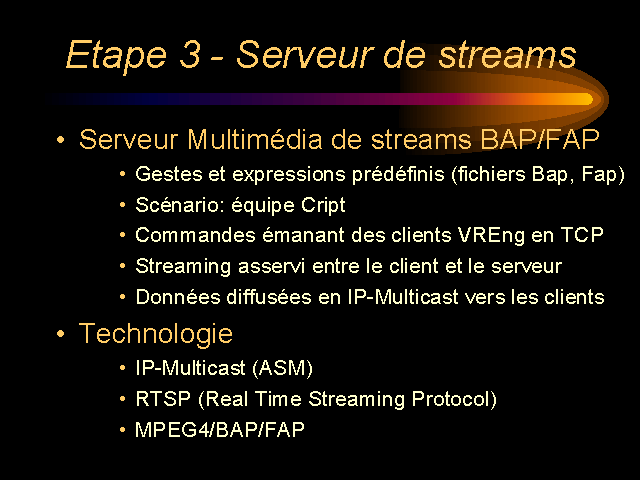 Etape 3 - Serveur de streams
• Serveur Multimédia de streams BAP/FAP
• Gestes et expressions prédéfinis (fichiers Bap, Fap)
• Scénario: équipe Cript
• Commandes émanant des clients VREng en TCP
• Streaming asservi entre le client et le serveur
• Données diffusées en IP-Multicast vers les clients
• Technologie
• IP-Multicast (ASM)
• RTSP (Real Time Streaming Protocol)
• MPEG4/BAP/FAP